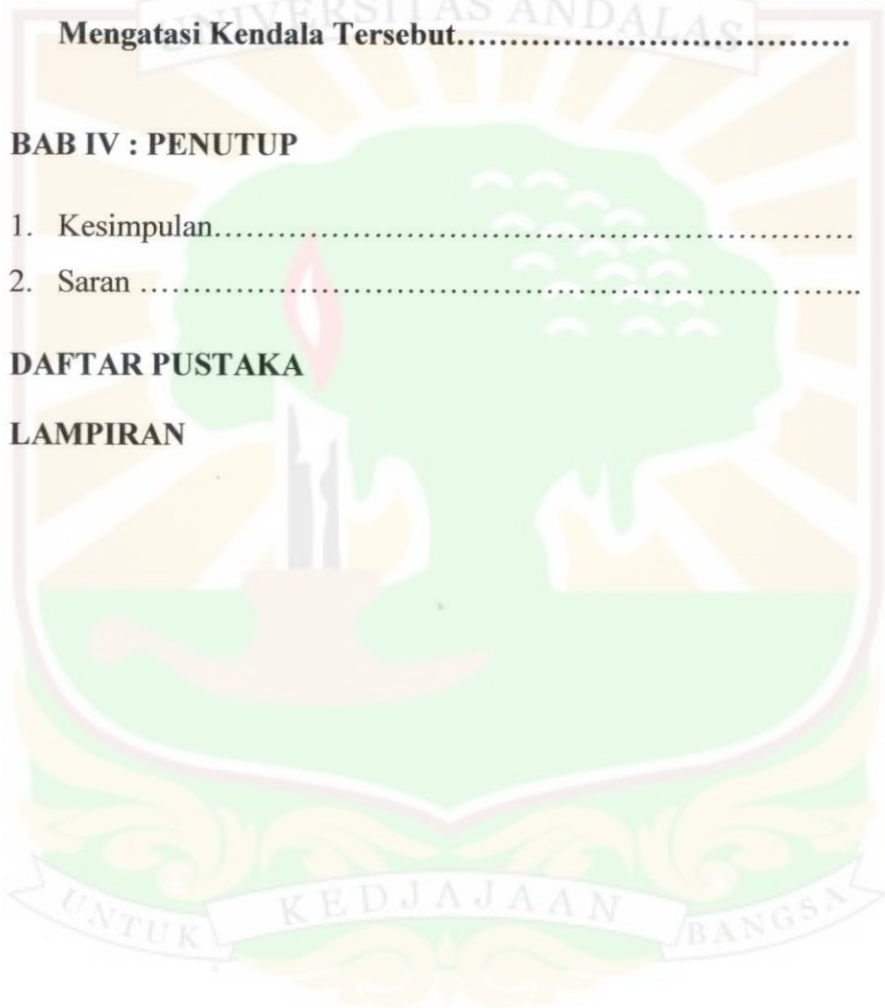 UNIVERSITAS ANDALAS
Mengatasi Kendala Tersebut…………………………………
BAB IV : PENUTUP
1. Kesimpulan……………………………………………………
2. Saran …………………………………………………………..
DAFTAR PUSTAKA
LAMPIRAN
UNTUK KEDJAJAAN BANGSA